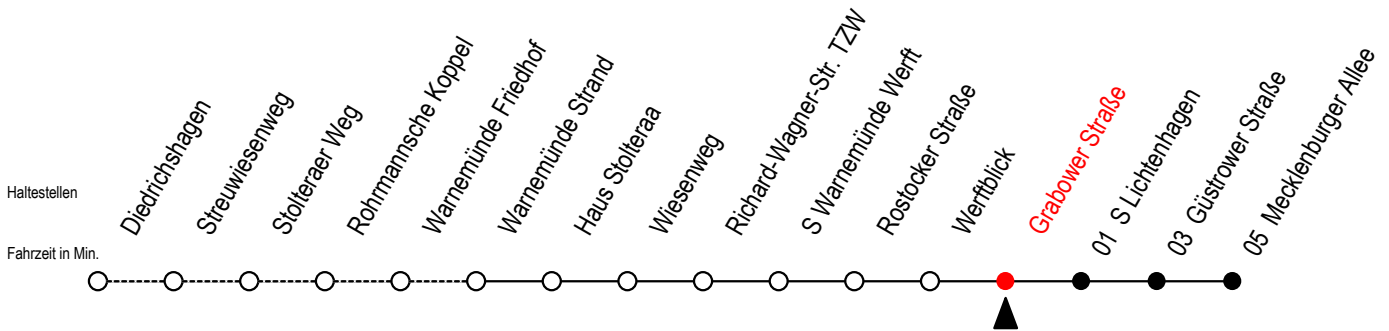 Haltestellen
Fahrzeit in Min.
Diedrichshagen
Streuwiesenweg
Stolteraer Weg
Rohrmannsche Koppel
Warnemünde Friedhof
Warnemünde Strand
Haus Stolteraa
Wiesenweg
Richard-Wagner-Str. TZW
S Warnemünde Werft
Rostocker Straße
Werftblick
Grabower Straße
01 S Lichtenhagen
03 Güstrower Straße
05 Mecklenburger Allee